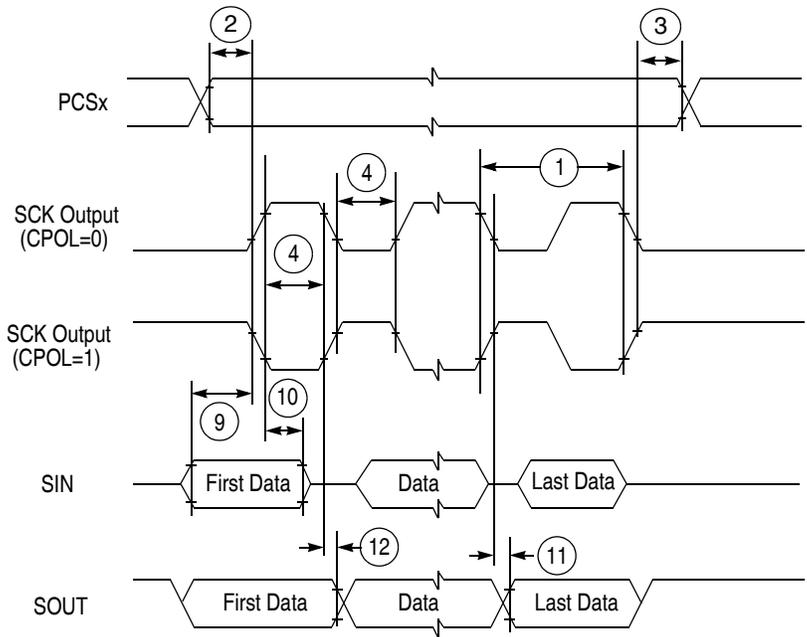 2
3
PCSx
4
1
SCK Output
(CPOL=0)
4
SCK Output
(CPOL=1)
10
9
SIN
First Data
Data
Last Data
12
11
SOUT
First Data
Data
Last Data